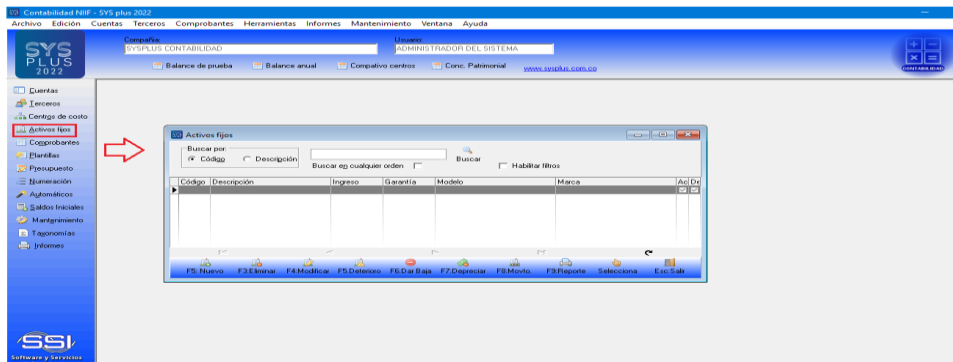 Contabilidad NIIF - SYS plus 2022
Archivo Edición Cuentas Terceros Comprobantes Herramientas Informes Mantenimiento Ventana Ayuda
SYS
PLUS
2022
Compañía:
SYSPLUS CONTABILIDAD
Usuario:
ADMINISTRADOR DEL SISTEMA
Balance de prueba Balance anual Compativo centros Conc. Patrimonial www.sysplus.com.co
CONTABILIDAD
Cuentas
Terceros
Centros de costo
Activos fijos
Comprobantes
Plantillas
Presupuesto
Numeración
Automáticos
Saldos Iniciales
Mantenimiento
Taxonomías
Informes
Activos fijos
Buscar por:
Código Descripción
Buscar en cualquier orden
Buscar
Habilitar filtros
Código Descripción Ingreso Garantía Modelo Marca Ac De
F5: Nuevo F3:Eliminar F4:Modificar F5.Deterioro F6:Dar Baja F7:Depreciar F8:Movto. F9:Reporte Selecciona Esc:Salir
SSI
Software y Servicios